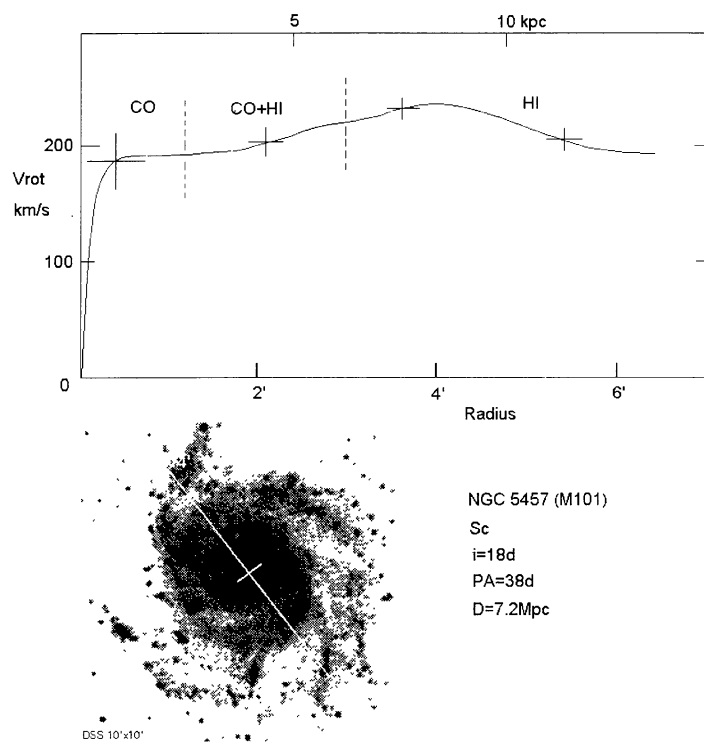 5 10 kpc
CO CO+HI HI
200
Vrot
km/s
100
0 2' 4' 6'
Radius
NGC 5457 (M101)
Sc
i=18d
PA=38d
D=7.2Mpc
DSS 10'x10'